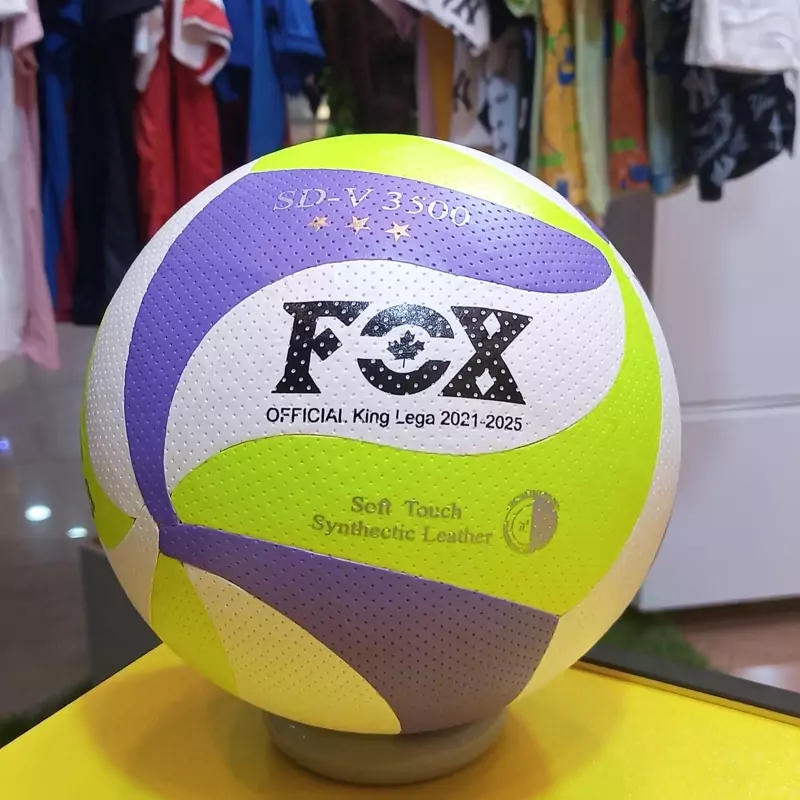 SD-V 3500
FOX
OFFICIAL. King Lega 2021-2025
Soft Touch
Synthectic Leather